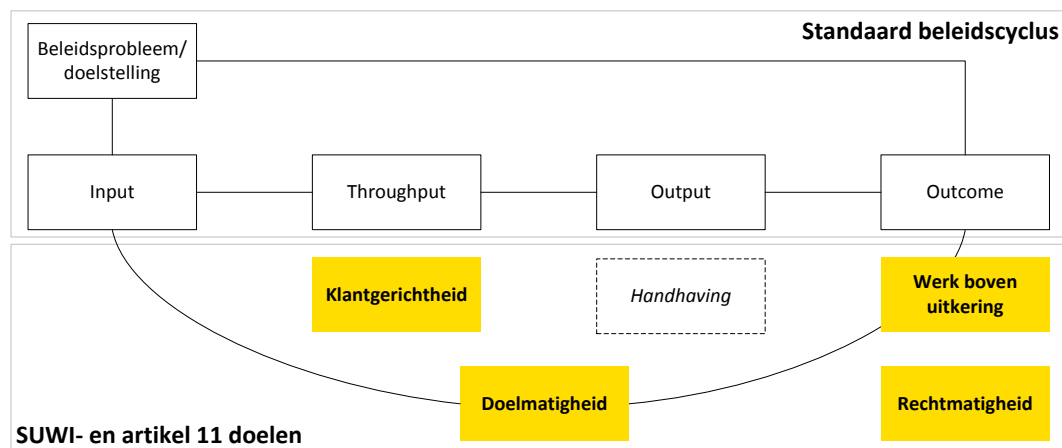 Standaard beleidscyclus
Beleidsprobleem/
doelstelling
Input
Throughput
Output
Outcome
Klantgerichtheid
Handhaving
Werk boven
uitkering
Doelmatigheid
Rechtmatigheid
SUWI- en artikel 11 doelen